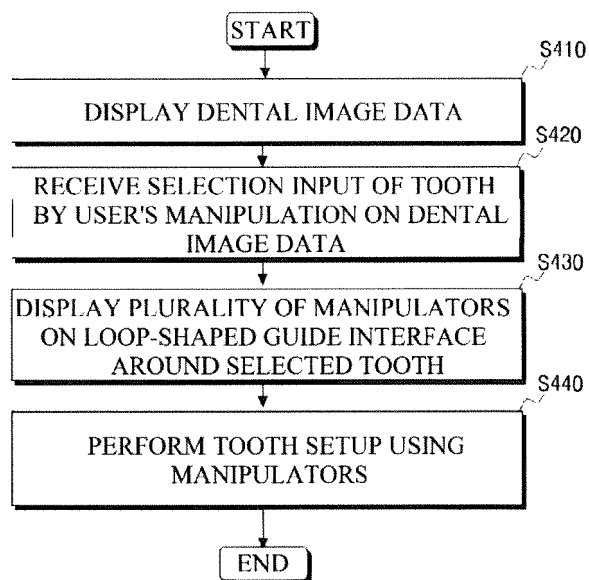 START
S410
DISPLAY DENTAL IMAGE DATA
S420
RECEIVE SELECTION INPUT OF TOOTH
BY USER'S MANIPULATION ON DENTAL
IMAGE DATA
S430
DISPLAY PLURALITY OF MANIPULATORS
ON LOOP-SHAPED GUIDE INTERFACE
AROUND SELECTED TOOTH
S440
PERFORM TOOTH SETUP USING
MANIPULATORS
END